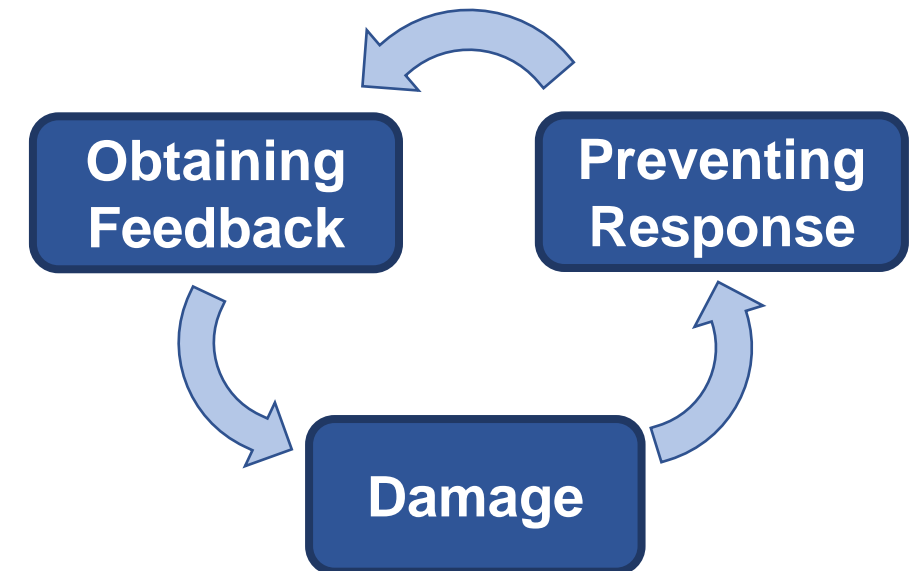 Obtaining
Feedback
Preventing
Response
Damage